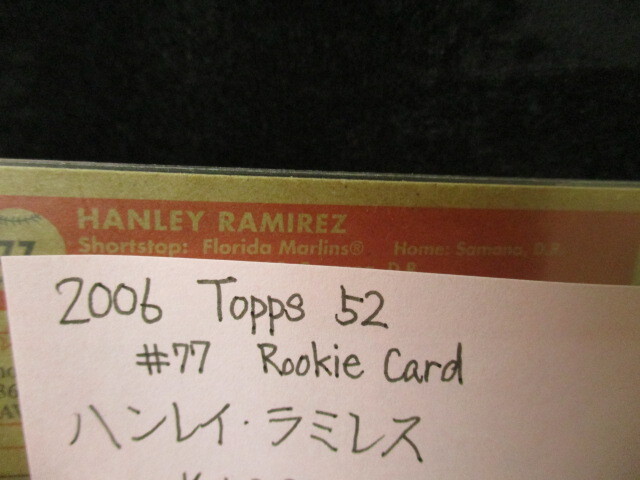 HANLEY RAMIREZ
77 Shortstop: Florida Marlins® Home: Samana, D.R.
D.R.
2006 Topps 52
#77 Rookie Card
ハンレイ・ラミレス